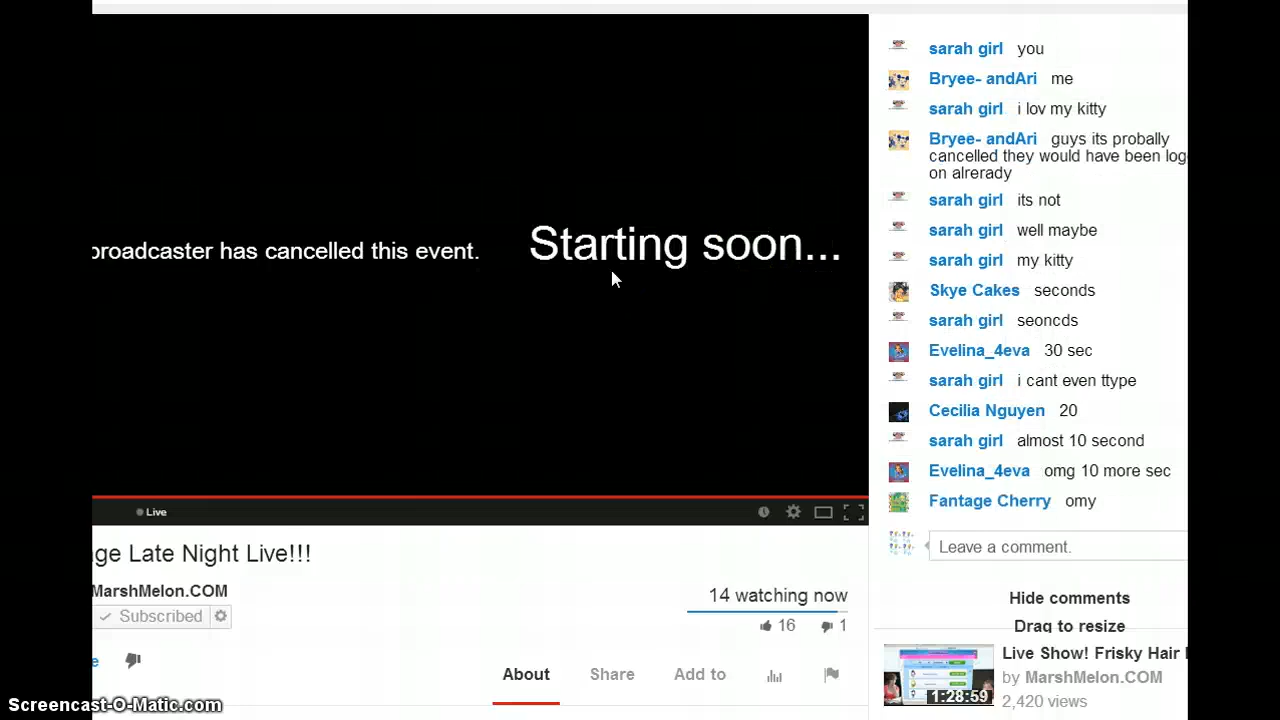 broadcaster has cancelled this event.
Starting soon...
Live
ge Late Night Live!!!
MarshMelon.COM
Subscribed
14 watching now
16 1
e
About Share Add to
sarah girl you
Bryee- andAri me
sarah girl i lov my kitty
Bryee- andAri guys its probally
cancelled they would have been log
on alrerady
sarah girl its not
sarah girl well maybe
sarah girl my kitty
Skye Cakes seconds
sarah girl seoncds
Evelina_4eva 30 sec
sarah girl i cant even ttype
Cecilia Nguyen 20
sarah girl almost 10 second
Evelina_4eva omg 10 more sec
Fantage Cherry omy
Leave a comment.
Hide comments
Drag to resize
Live Show! Frisky Hair
by MarshMelon.COM
2,420 views
1:28:59
Screencast-O-Matic.com